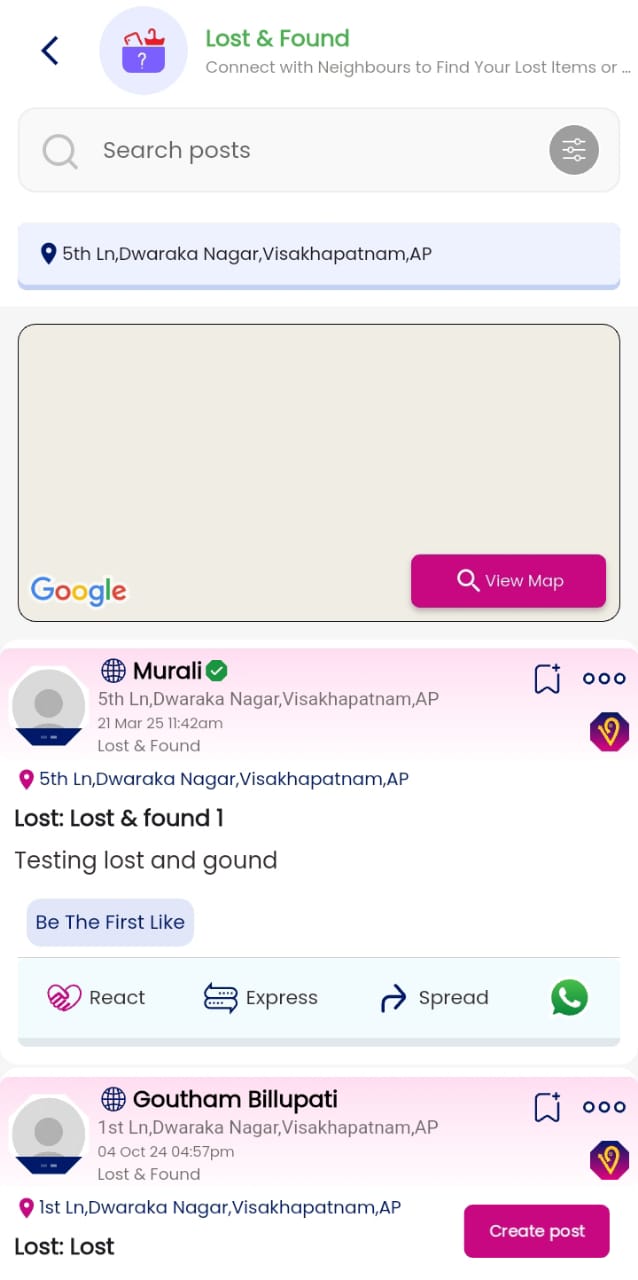 Lost & Found
Connect with Neighbours to Find Your Lost Items or ...
?
Search posts
5th Ln,Dwaraka Nagar,Visakhapatnam,AP
Google
View Map
Murali
5th Ln,Dwaraka Nagar,Visakhapatnam,AP
21 Mar 25 11:42am
Lost & Found
5th Ln,Dwaraka Nagar,Visakhapatnam,AP
Lost: Lost & found 1
Testing lost and gound
Be The First Like
React Express Spread
Goutham Billupati
1st Ln,Dwaraka Nagar,Visakhapatnam,AP
04 Oct 24 04:57pm
Lost & Found
1st Ln,Dwaraka Nagar,Visakhapatnam,AP
Create post
Lost: Lost